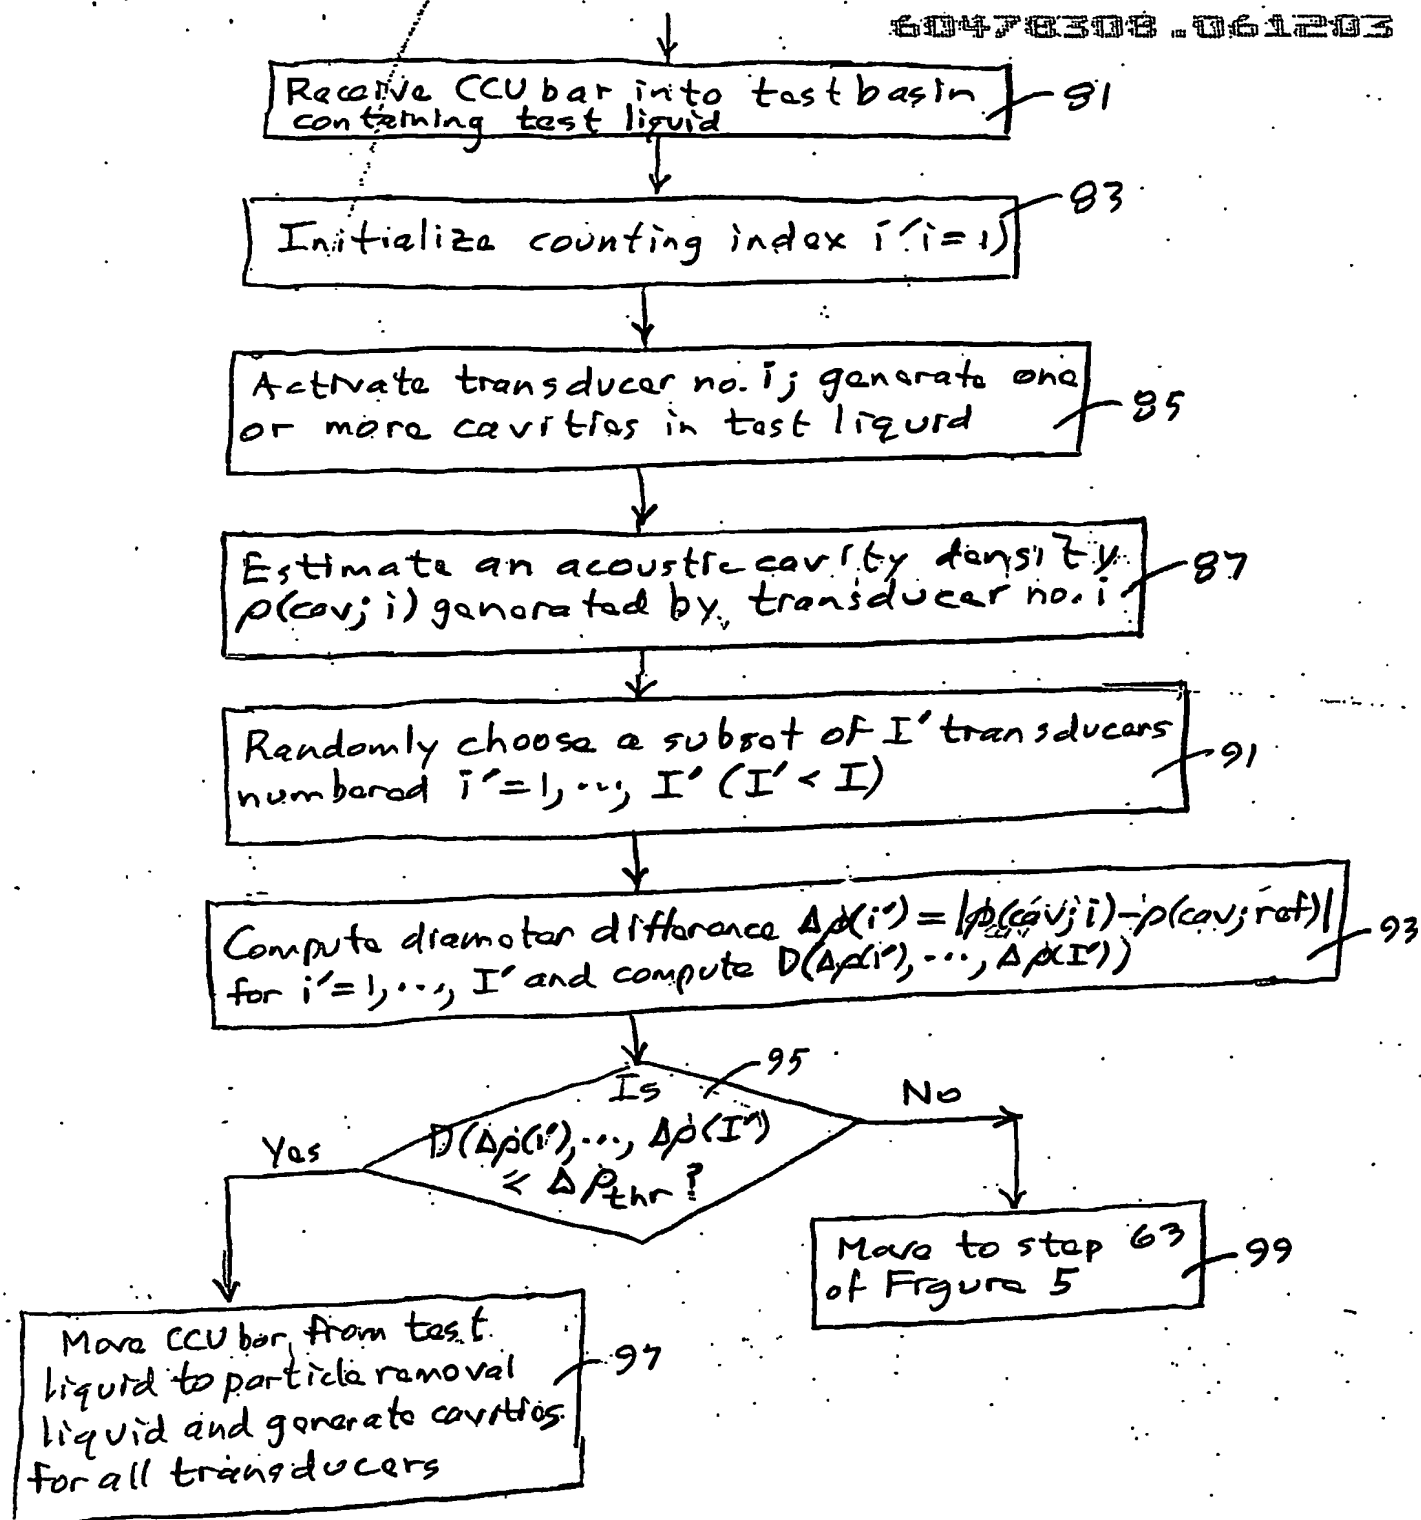 60478308.061203
Receive CCU bar into test basin
containing test liquid
81
Initialize counting index i (i=1)
83
Activate transducer no. i; generate one
or more cavities in test liquid
85
Estimate an acoustic cavity density
ρ(cav; i) generated by transducer no. i
87
Randomly choose a subset of I′ transducers
numbered i′=1, ..., I′ (I′ < I)
91
Compute diameter difference Δρ(i′) = |ρ(cav; i) - ρ(cav; ref)|
for i′=1, ..., I′ and compute D(Δρ(i′), ..., Δρ(I′))
93
Is
D(Δρ(i′), ..., Δρ(I′)
≤ Δρthr ?
95
Yes
No
Move to step 63
of Figure 5
99
Move CCU bar from test
liquid to particle removal
liquid and generate cavities
for all transducers
97